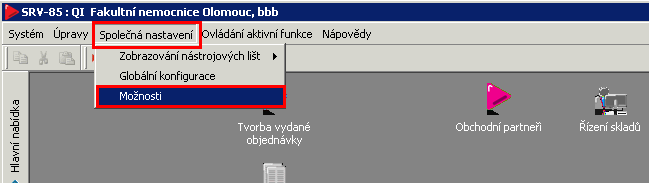 SRV-85 : QI Fakultní nemocnice Olomouc, bbb
Systém Úpravy Společná nastavení Ovládání aktivní funkce Nápovědy
Zobrazování nástrojových lišt
Globální konfigurace
Možnosti
Hlavní nabídka
Tvorba vydané
objednávky
Obchodní partneři
Řízení skladů